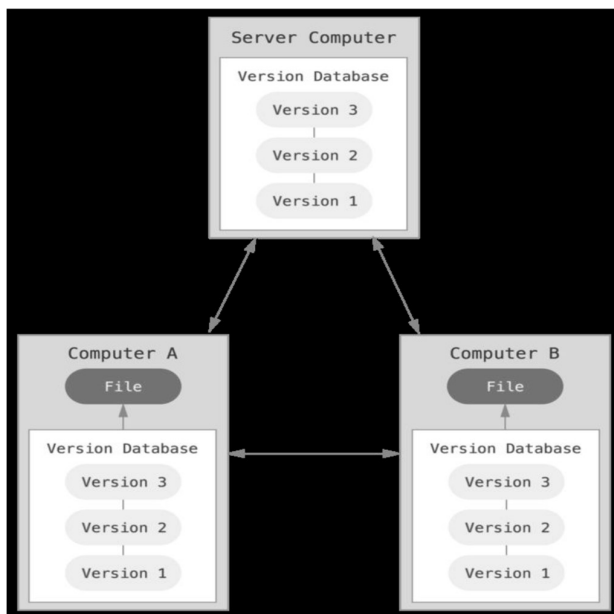 Server Computer
Version Database
Version 3
Version 2
Version 1
Computer A
File
Version Database
Version 3
Version 2
Version 1
Computer B
File
Version Database
Version 3
Version 2
Version 1